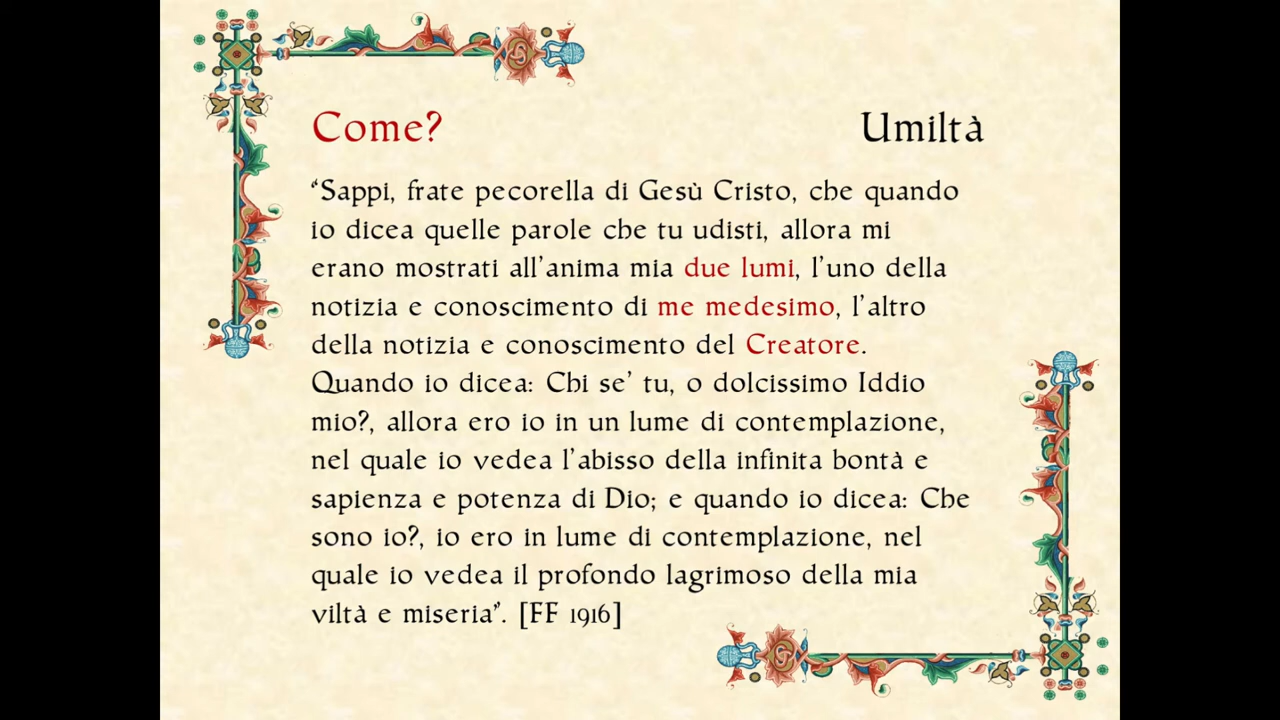 Come?
Umiltà
“Sappi, frate pecorella di Gesù Cristo, che quando
io dicea quelle parole che tu udisti, allora mi
erano mostrati all’anima mia due lumi, l’uno della
notizia e conoscimento di me medesimo, l’altro
della notizia e conoscimento del Creatore.
Quando io dicea: Chi se’ tu, o dolcissimo Iddio
mio?, allora ero io in un lume di contemplazione,
nel quale io vedea l’abisso della infinita bontà e
sapienza e potenza di Dio; e quando io dicea: Che
sono io?, io ero in lume di contemplazione, nel
quale io vedea il profondo lagrimoso della mia
viltà e miseria”. [FF 1916]